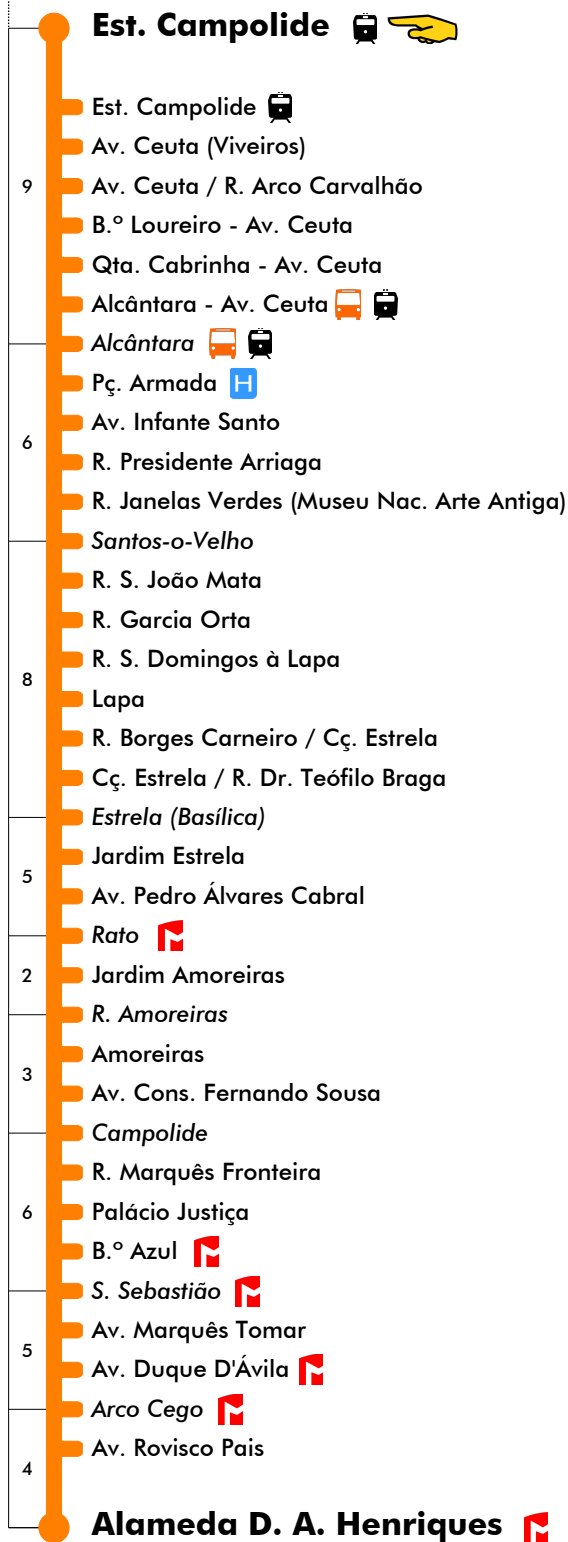 Est. Campolide
Est. Campolide
Av. Ceuta (Viveiros)
9
Av. Ceuta / R. Arco Carvalhão
B.º Loureiro - Av. Ceuta
Qta. Cabrinha - Av. Ceuta
Alcântara - Av. Ceuta
Alcântara
Pç. Armada H
Av. Infante Santo
6
R. Presidente Arriaga
R. Janelas Verdes (Museu Nac. Arte Antiga)
Santos-o-Velho
R. S. João Mata
R. Garcia Orta
R. S. Domingos à Lapa
8
Lapa
R. Borges Carneiro / Cç. Estrela
Cç. Estrela / R. Dr. Teófilo Braga
Estrela (Basílica)
Jardim Estrela
5
Av. Pedro Álvares Cabral
Rato
2
Jardim Amoreiras
R. Amoreiras
Amoreiras
3
Av. Cons. Fernando Sousa
Campolide
R. Marquês Fronteira
6
Palácio Justiça
B.º Azul
S. Sebastião
Av. Marquês Tomar
5
Av. Duque D'Ávila
Arco Cego
Av. Rovisco Pais
4
Alameda D. A. Henriques